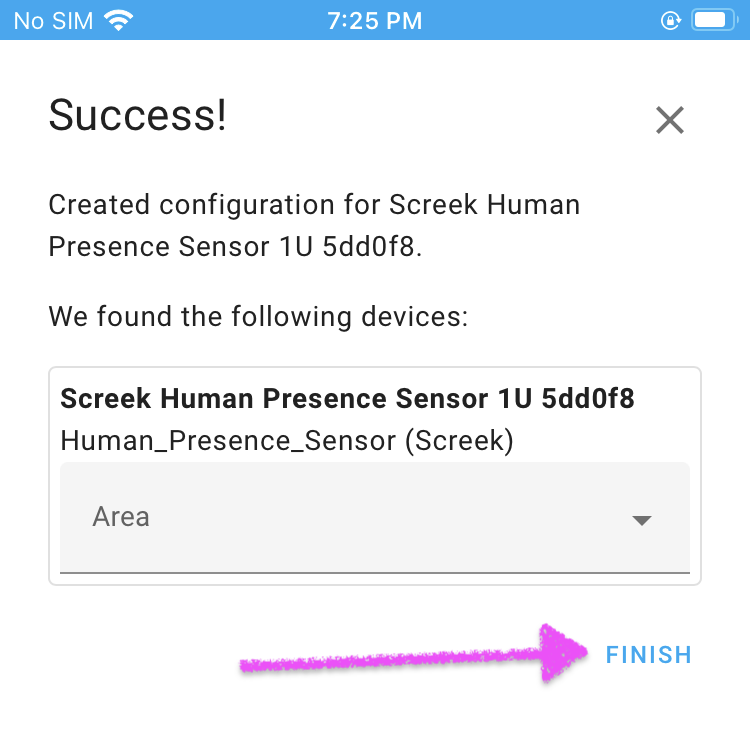 No SIM 7:25 PM
Success!
Created configuration for Screek Human
Presence Sensor 1U 5dd0f8.
We found the following devices:
Screek Human Presence Sensor 1U 5dd0f8
Human_Presence_Sensor (Screek)
Area
FINISH